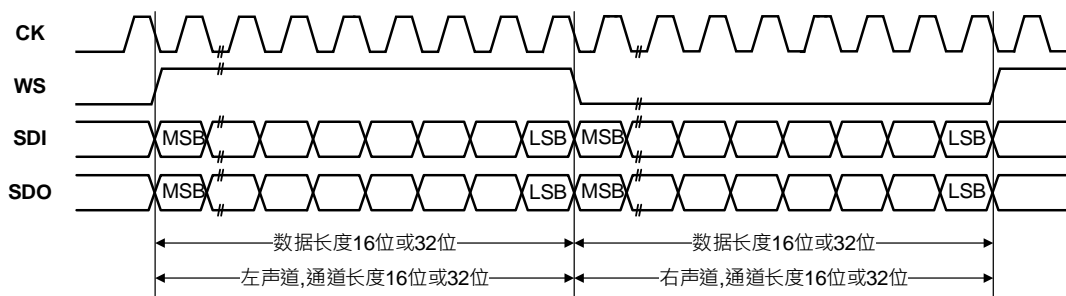 CK
WS
SDI MSB LSB MSB LSB
SDO MSB LSB MSB LSB
数据长度16位或32位 数据长度16位或32位
左声道,通道长度16位或32位 右声道,通道长度16位或32位